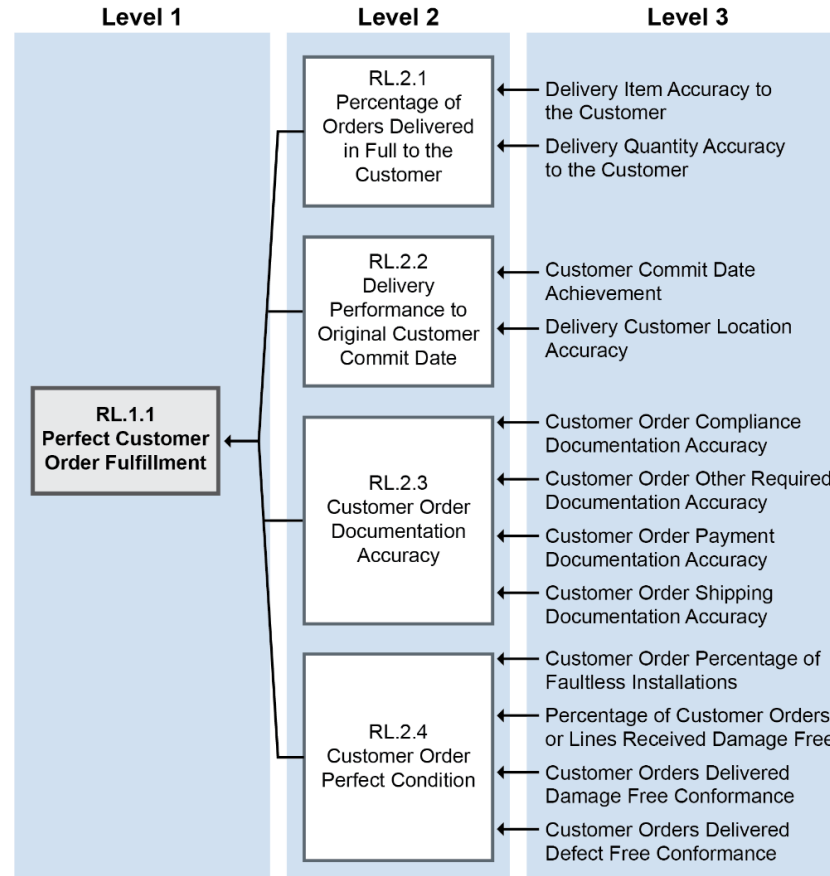 Level 1
Level 2
Level 3
RL.1.1
Perfect Customer
Order Fulfillment
RL.2.1
Percentage of
Orders Delivered
in Full to the
Customer
Delivery Item Accuracy to
the Customer
Delivery Quantity Accuracy
to the Customer
RL.2.2
Delivery
Performance to
Original Customer
Commit Date
Customer Commit Date
Achievement
Delivery Customer Location
Accuracy
RL.2.3
Customer Order
Documentation
Accuracy
Customer Order Compliance
Documentation Accuracy
Customer Order Other Required
Documentation Accuracy
Customer Order Payment
Documentation Accuracy
Customer Order Shipping
Documentation Accuracy
RL.2.4
Customer Order
Perfect Condition
Customer Order Percentage of
Faultless Installations
Percentage of Customer Orders
or Lines Received Damage Free
Customer Orders Delivered
Damage Free Conformance
Customer Orders Delivered
Defect Free Conformance